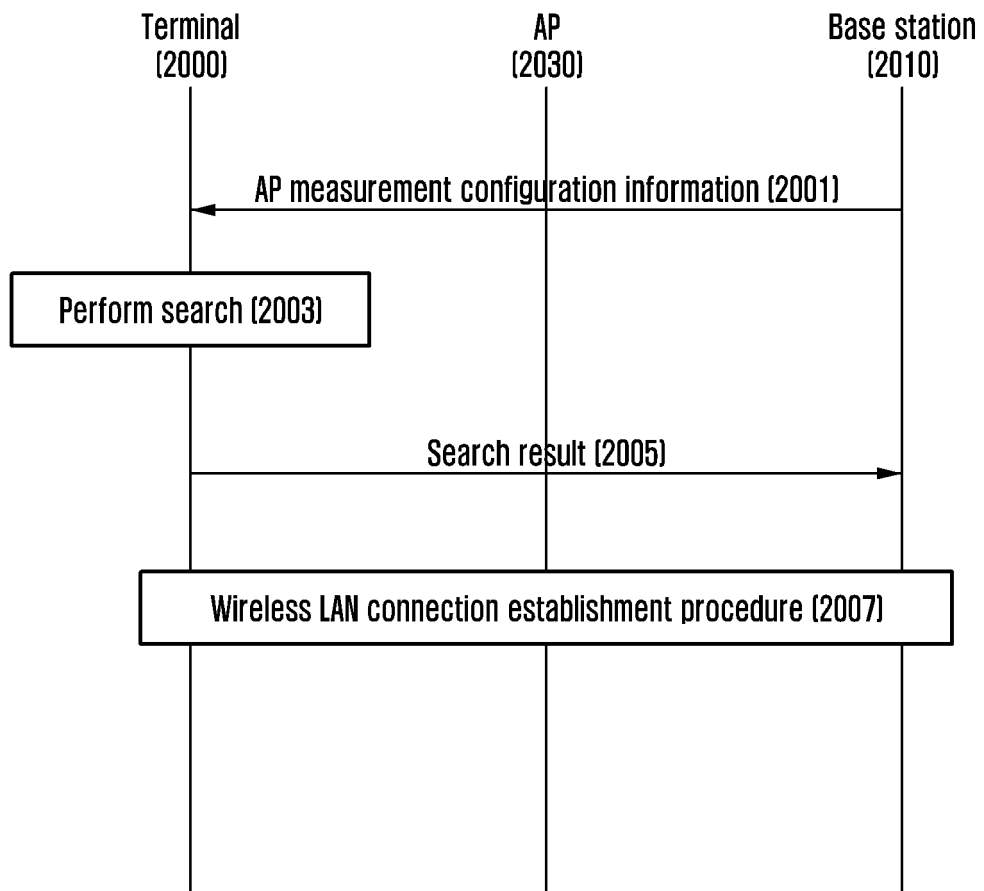 Terminal
(2000)
AP
(2030)
Base station
(2010)
AP measurement configuration information (2001)
Perform search (2003)
Search result (2005)
Wireless LAN connection establishment procedure (2007)